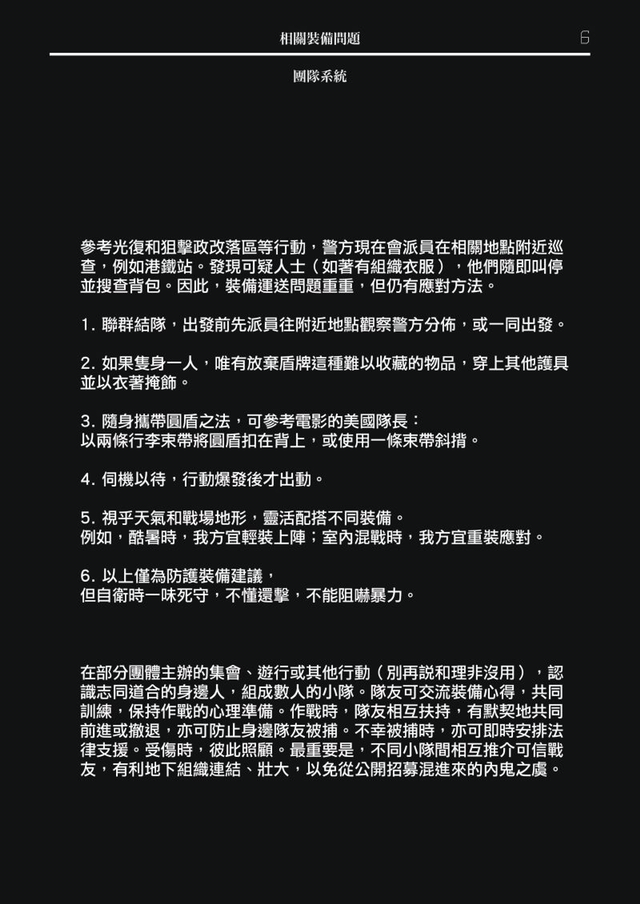 相關裝備問題
6
團隊系統
參考光復和狙擊政改落區等行動，警方現在會派員在相關地點附近巡
查，例如港鐵站。發現可疑人士（如著有組織衣服），他們隨即叫停
並搜查背包。因此，裝備運送問題重重，但仍有應對方法。
1. 聯群結隊，出發前先派員往附近地點觀察警方分佈，或一同出發。
2. 如果隻身一人，唯有放棄盾牌這種難以收藏的物品，穿上其他護具
並以衣著掩飾。
3. 隨身攜帶圓盾之法，可參考電影的美國隊長：
以兩條行李束帶將圓盾扣在背上，或使用一條束帶斜揹。
4. 伺機以待，行動爆發後才出動。
5. 視乎天氣和戰場地形，靈活配搭不同裝備。
例如，酷暑時，我方宜輕裝上陣；室內混戰時，我方宜重裝應對。
6. 以上僅為防護裝備建議，
但自衛時一味死守，不懂還擊，不能阻嚇暴力。
在部分團體主辦的集會、遊行或其他行動（別再説和理非沒用），認
識志同道合的身邊人，組成數人的小隊。隊友可交流裝備心得，共同
訓練，保持作戰的心理準備。作戰時，隊友相互扶持，有默契地共同
前進或撤退，亦可防止身邊隊友被捕。不幸被捕時，亦可即時安排法
律支援。受傷時，彼此照顧。最重要是，不同小隊間相互推介可信戰
友，有利地下組織連結、壯大，以免從公開招募混進來的內鬼之虞。